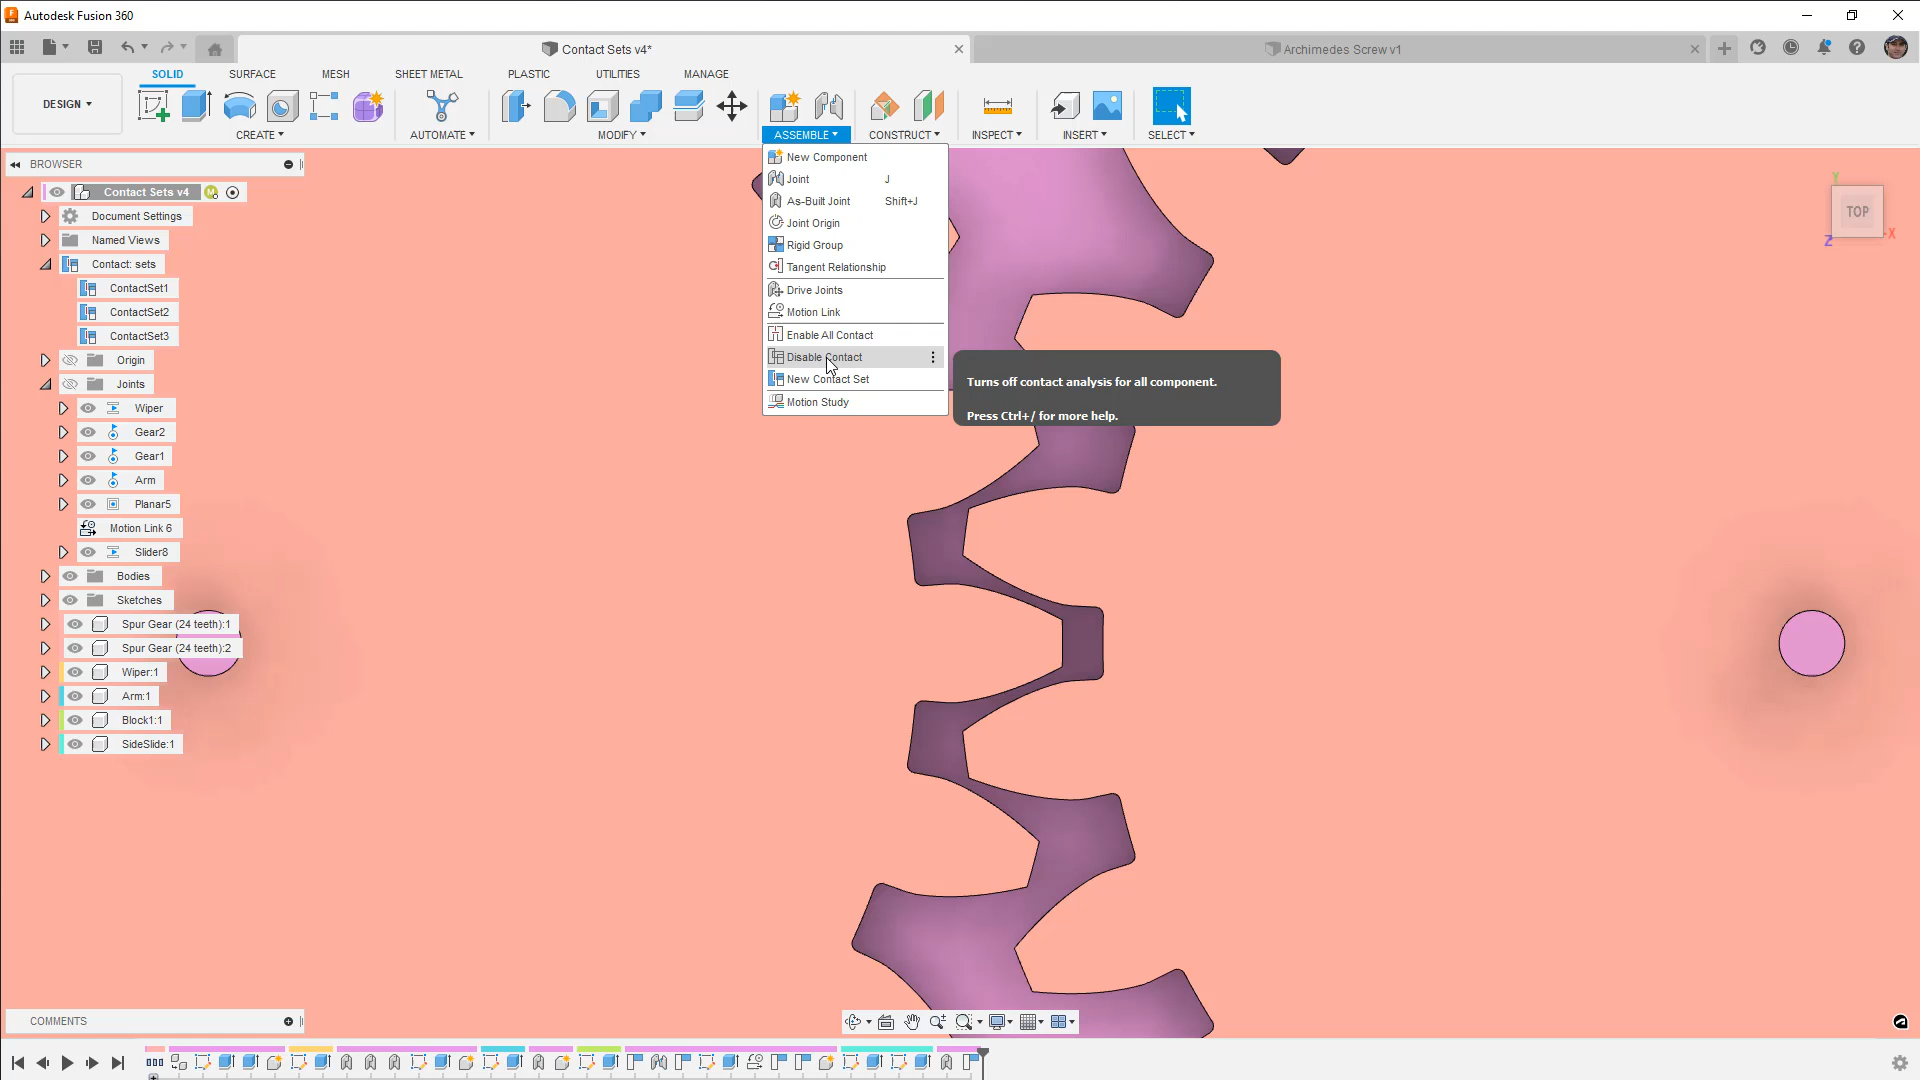 Autodesk Fusion 360
Contact Sets v4*
Archimedes Screw v1
DESIGN
SOLID
SURFACE
MESH
SHEET METAL
PLASTIC
UTILITIES
MANAGE
CREATE
AUTOMATE
MODIFY
ASSEMBLE
CONSTRUCT
INSPECT
INSERT
SELECT
BROWSER
Contact Sets v4
Document Settings
Named Views
Contact: sets
ContactSet1
ContactSet2
ContactSet3
Origin
Joints
Wiper
Gear2
Gear1
Arm
Planar5
Motion Link 6
Slider8
Bodies
Sketches
Spur Gear (24 teeth):1
Spur Gear (24 teeth):2
Wiper:1
Arm:1
Block1:1
SideSlide:1
New Component
Joint J
As-Built Joint Shift+J
Joint Origin
Rigid Group
Tangent Relationship
Drive Joints
Motion Link
Enable All Contact
Disable Contact
New Contact Set
Motion Study
Turns off contact analysis for all component.
Press Ctrl+/ for more help.
Y
TOP
X
Z
COMMENTS